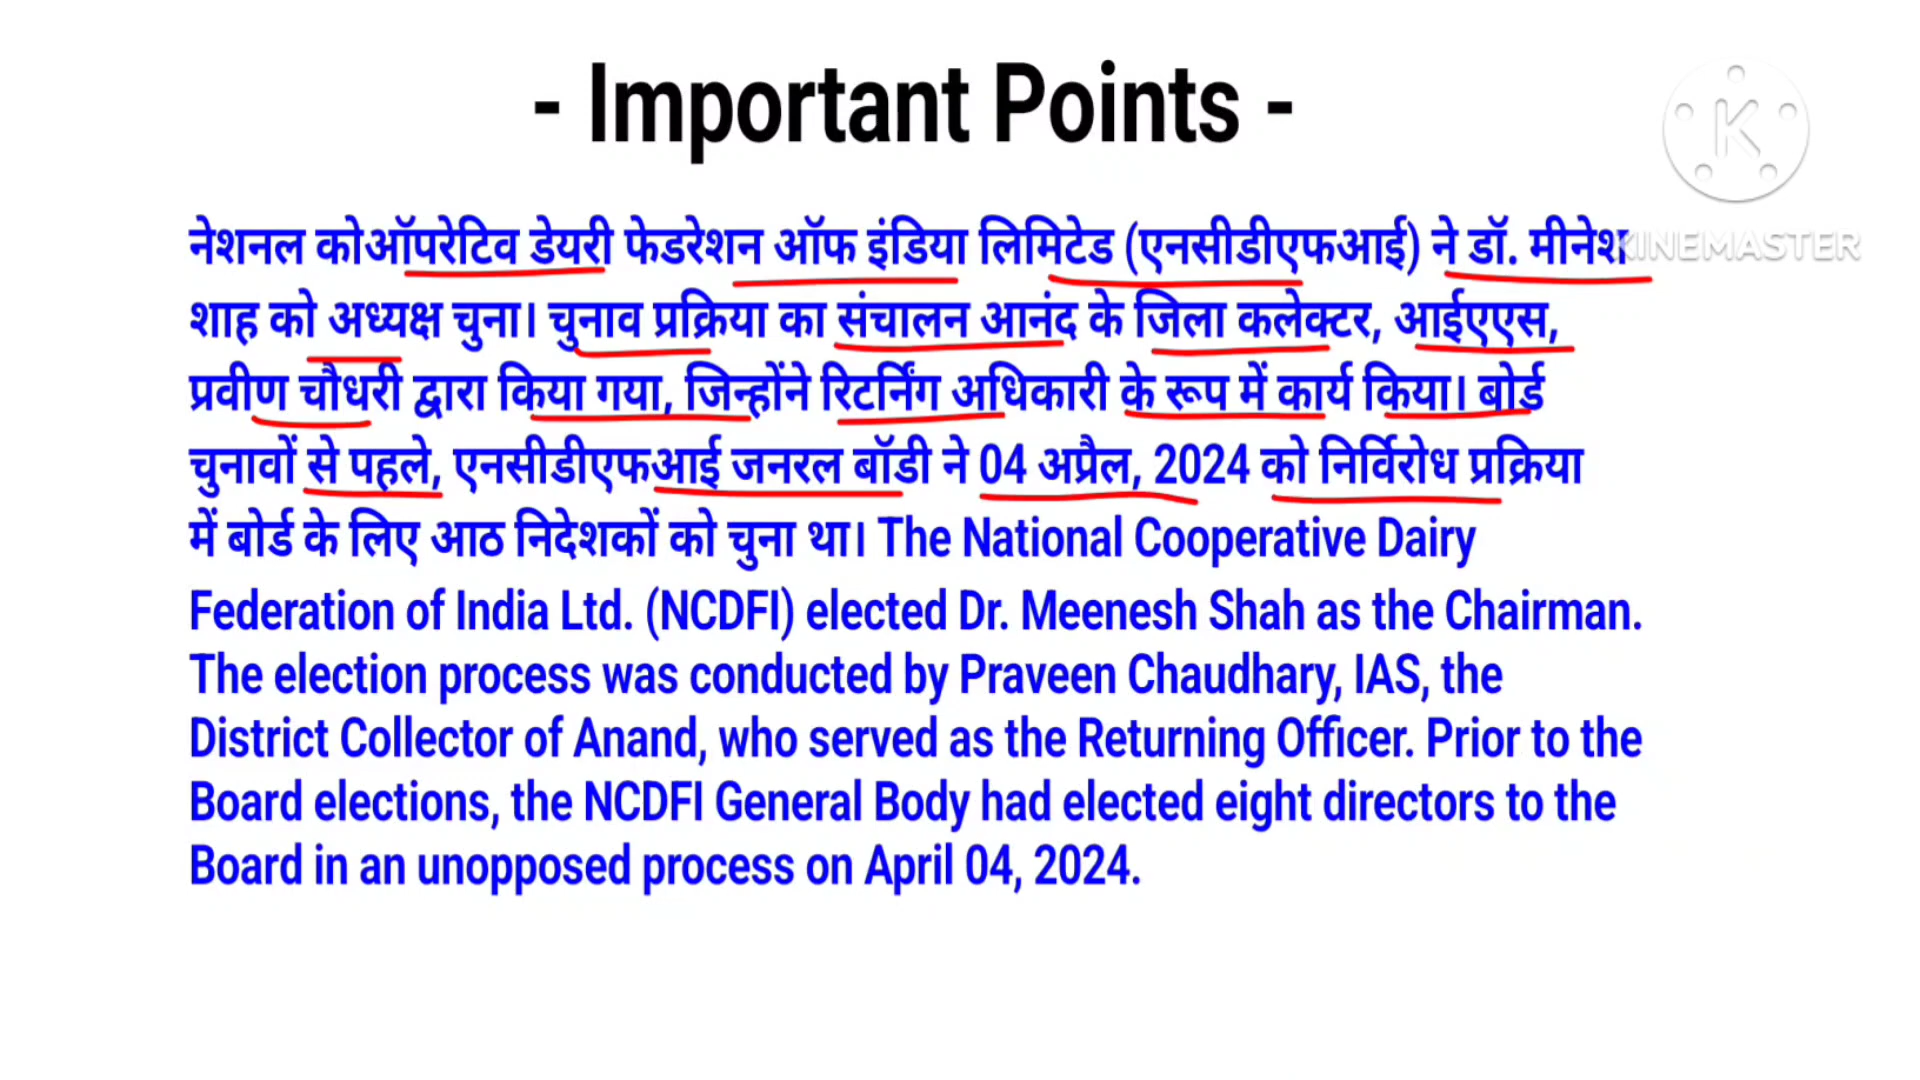 - Important Points -
K
KINEMASTER
नेशनल कोऑपरेटिव डेयरी फेडरेशन ऑफ इंडिया लिमिटेड (एनसीडीएफआई) ने डॉ. मीनेश
शाह को अध्यक्ष चुना। चुनाव प्रक्रिया का संचालन आनंद के जिला कलेक्टर, आईएएस,
प्रवीण चौधरी द्वारा किया गया, जिन्होंने रिटर्निंग अधिकारी के रूप में कार्य किया। बोर्ड
चुनावों से पहले, एनसीडीएफआई जनरल बॉडी ने 04 अप्रैल, 2024 को निर्विरोध प्रक्रिया
में बोर्ड के लिए आठ निदेशकों को चुना था। The National Cooperative Dairy
Federation of India Ltd. (NCDFI) elected Dr. Meenesh Shah as the Chairman.
The election process was conducted by Praveen Chaudhary, IAS, the
District Collector of Anand, who served as the Returning Officer. Prior to the
Board elections, the NCDFI General Body had elected eight directors to the
Board in an unopposed process on April 04, 2024.